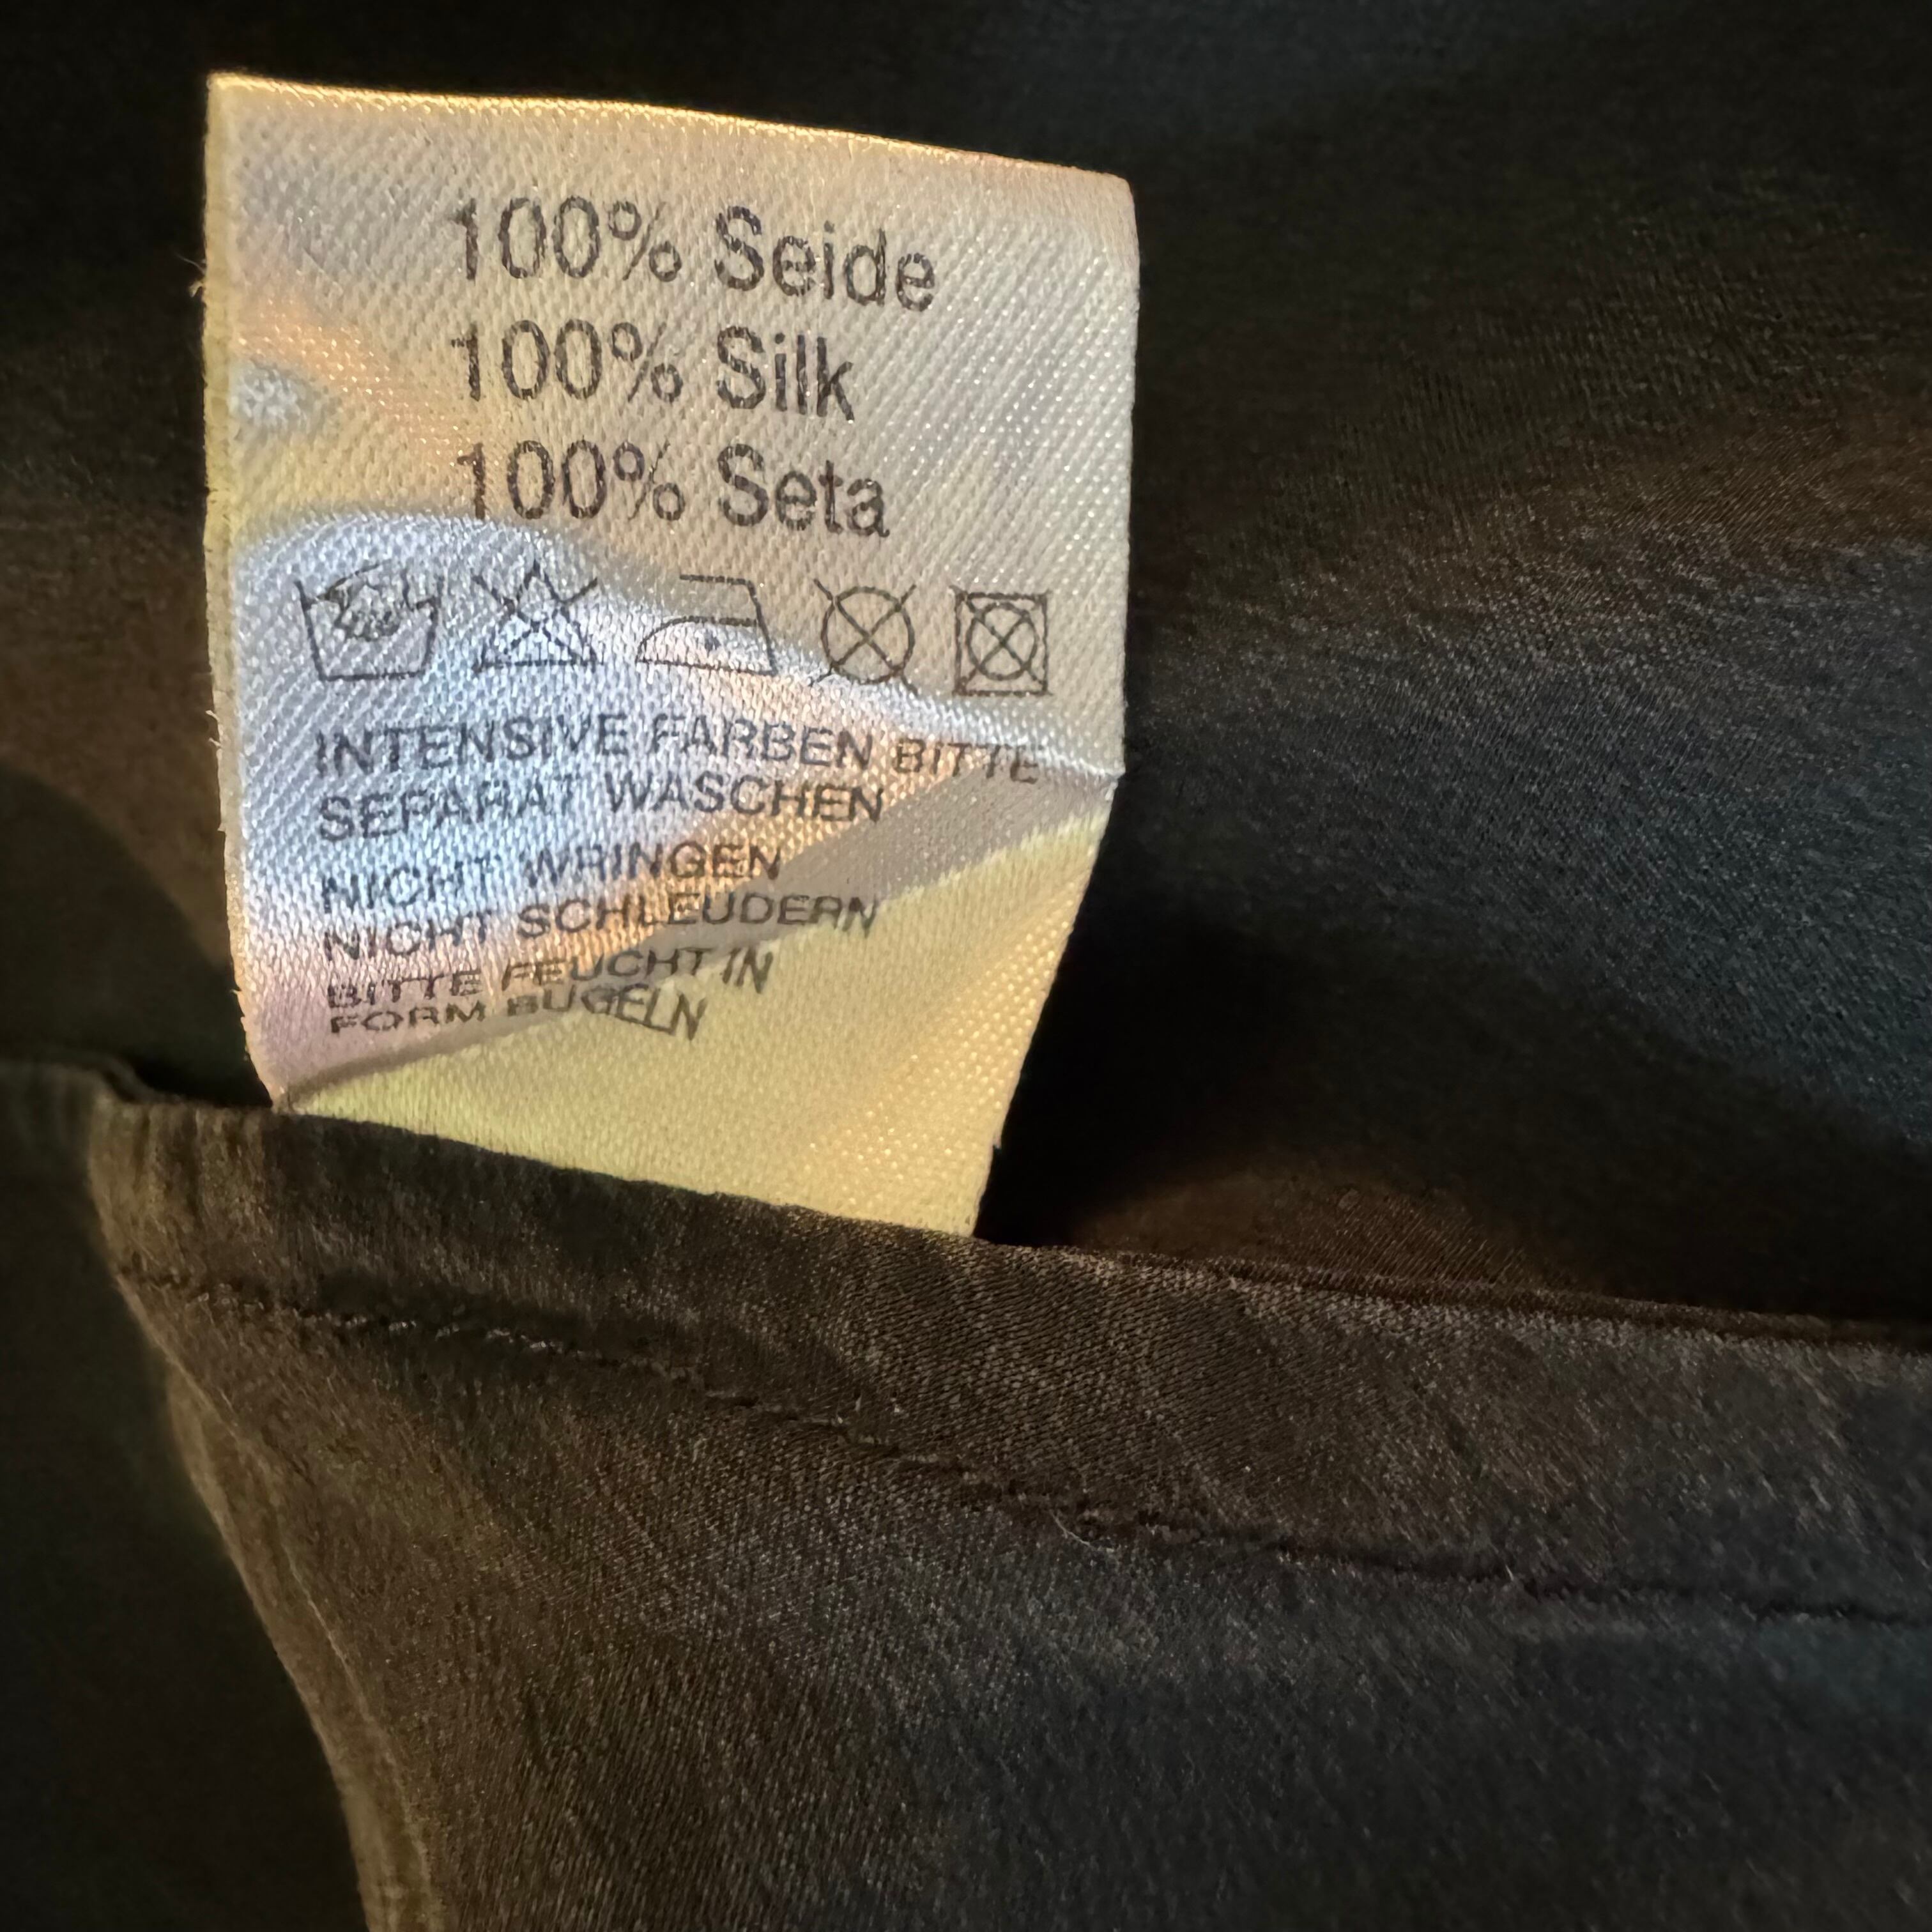 100% Seide
100% Silk
100% Seta
INTENSIVE FARBEN BITTE
SEPARAT WASCHEN
NICHT WRINGEN
NICHT SCHLEUDERN
BITTE FEUCHT IN
FORM BÜGELN